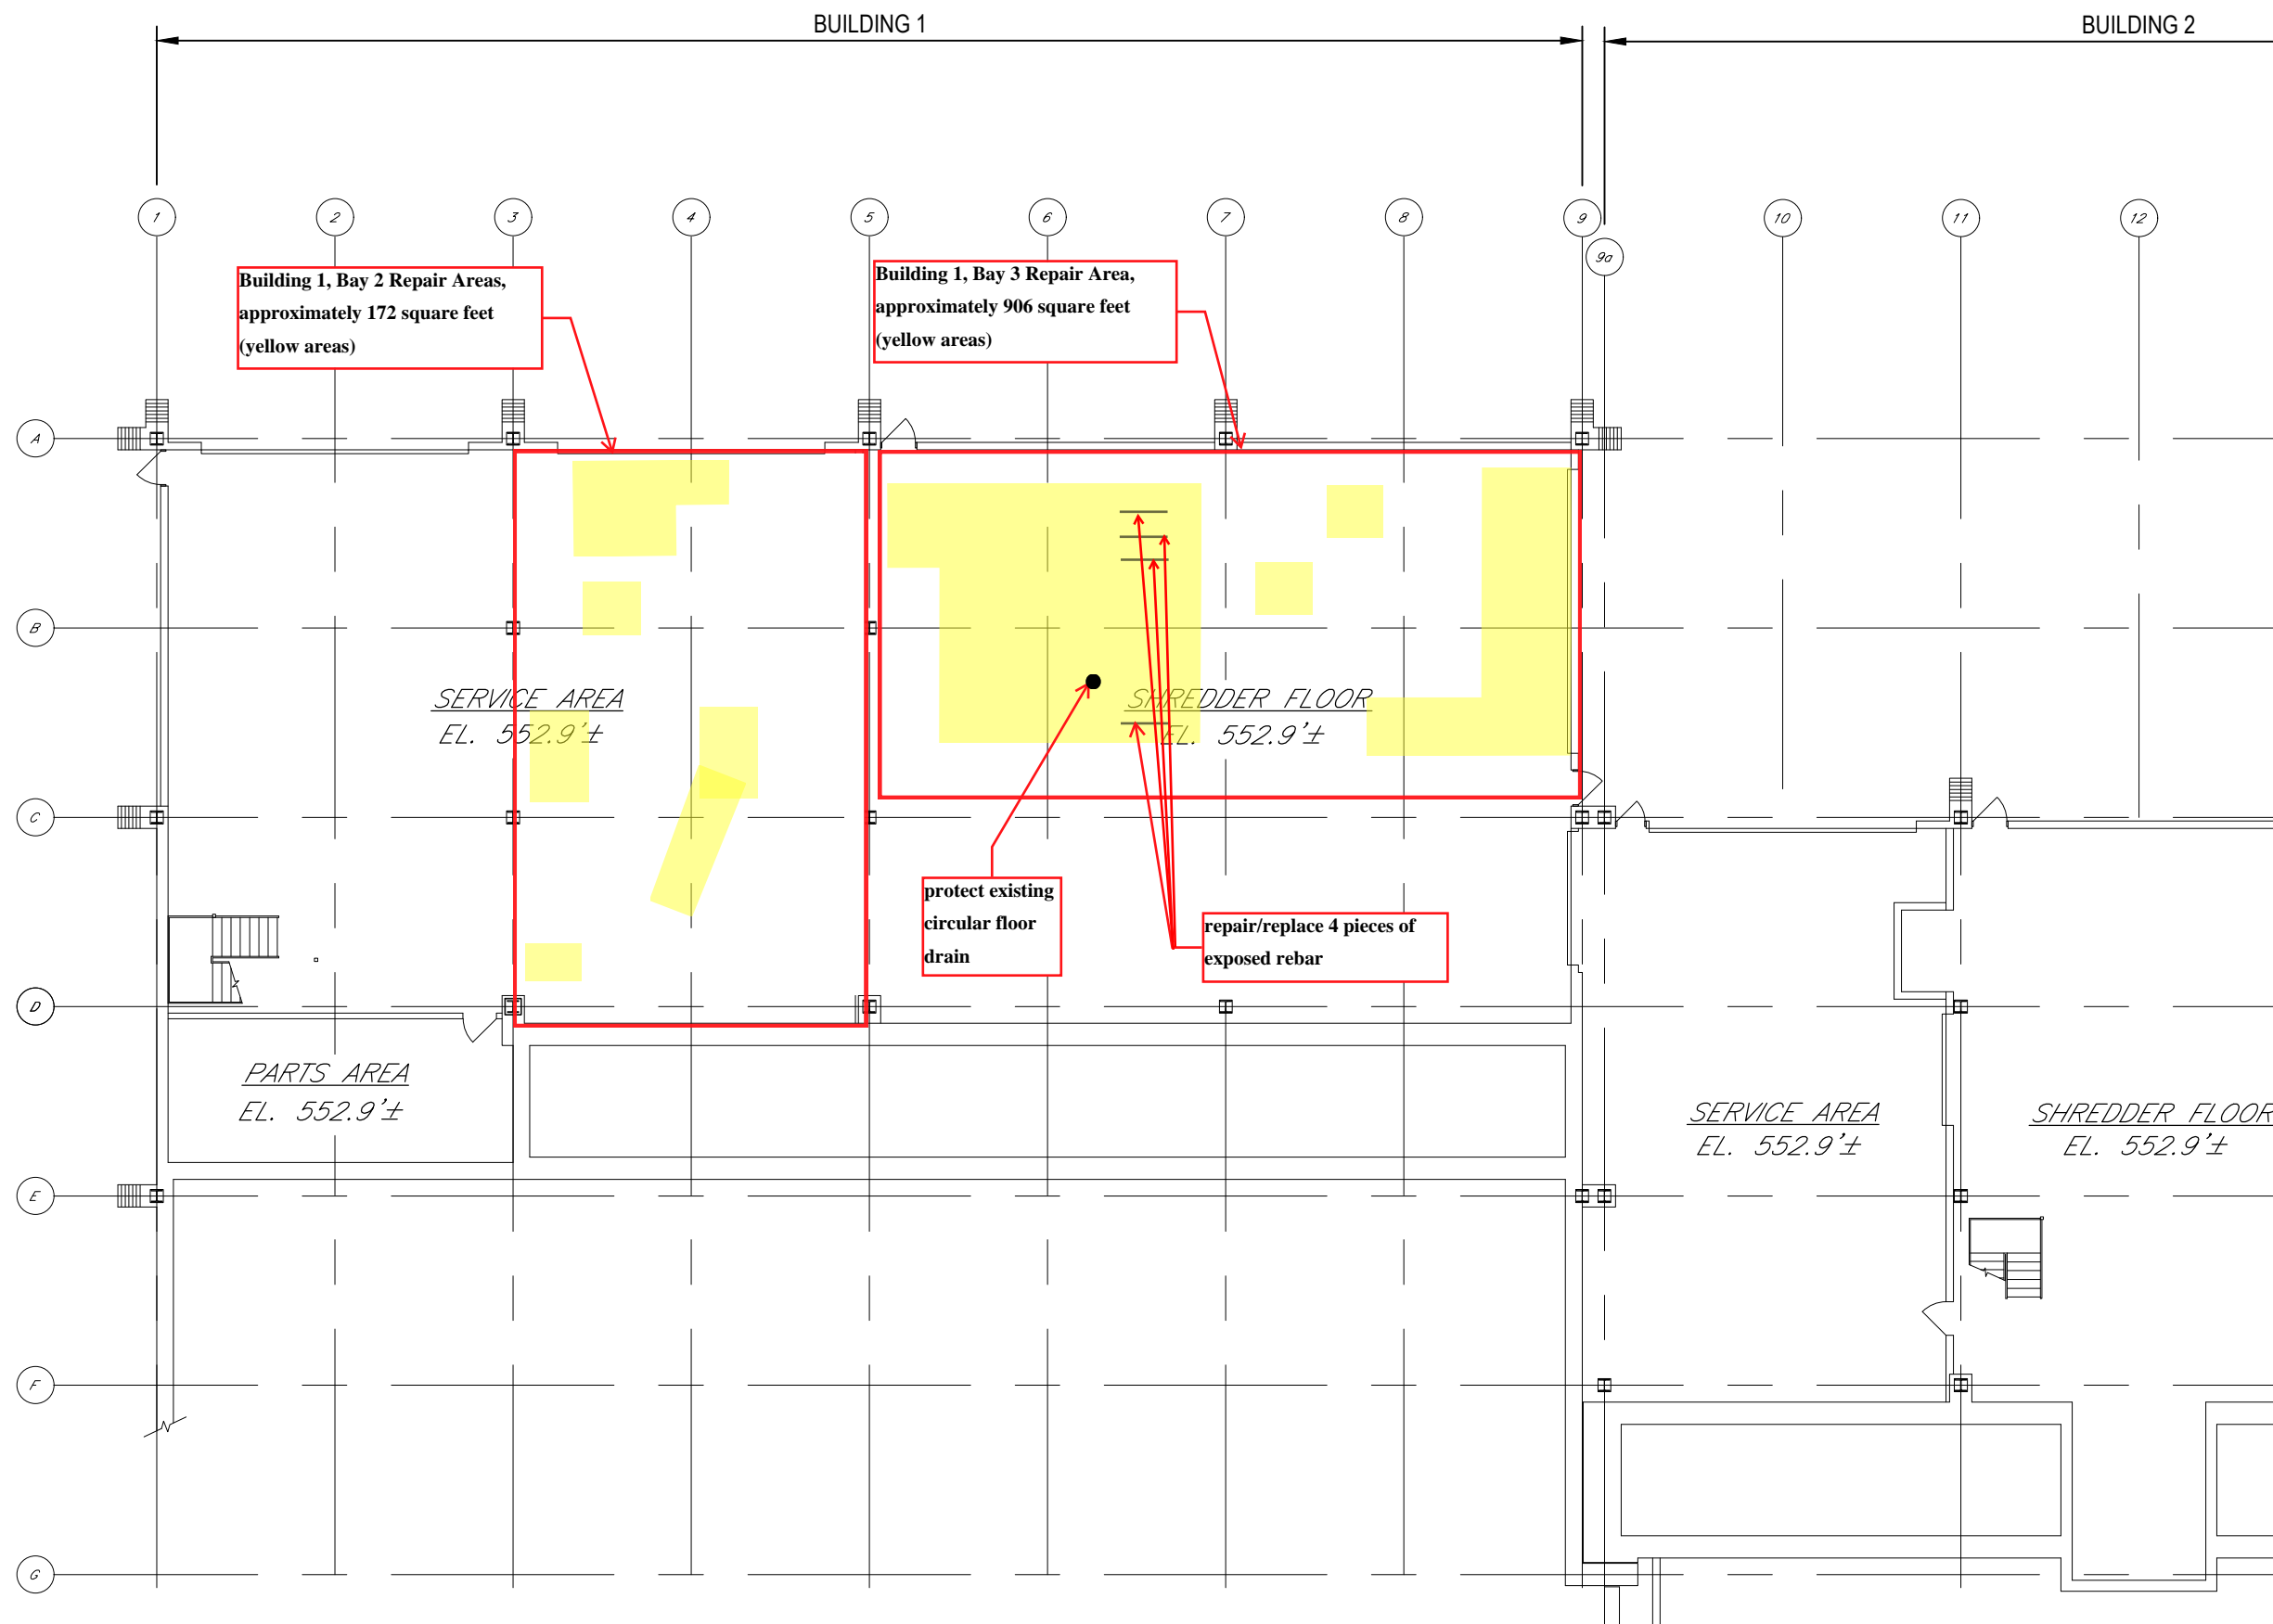 BUILDING 1
BUILDING 2
1
2
3
4
5
6
7
8
9
9a
10
11
12
Building 1, Bay 2 Repair Areas,
approximately 172 square feet
(yellow areas)
Building 1, Bay 3 Repair Area,
approximately 906 square feet
(yellow areas)
A
B
C
D
E
F
G
SERVICE AREA
EL. 552.9'±
SHREDDER FLOOR
EL. 552.9'±
protect existing
circular floor
drain
repair/replace 4 pieces of
exposed rebar
PARTS AREA
EL. 552.9'±
SERVICE AREA
EL. 552.9'±
SHREDDER FLOOR
EL. 552.9'±